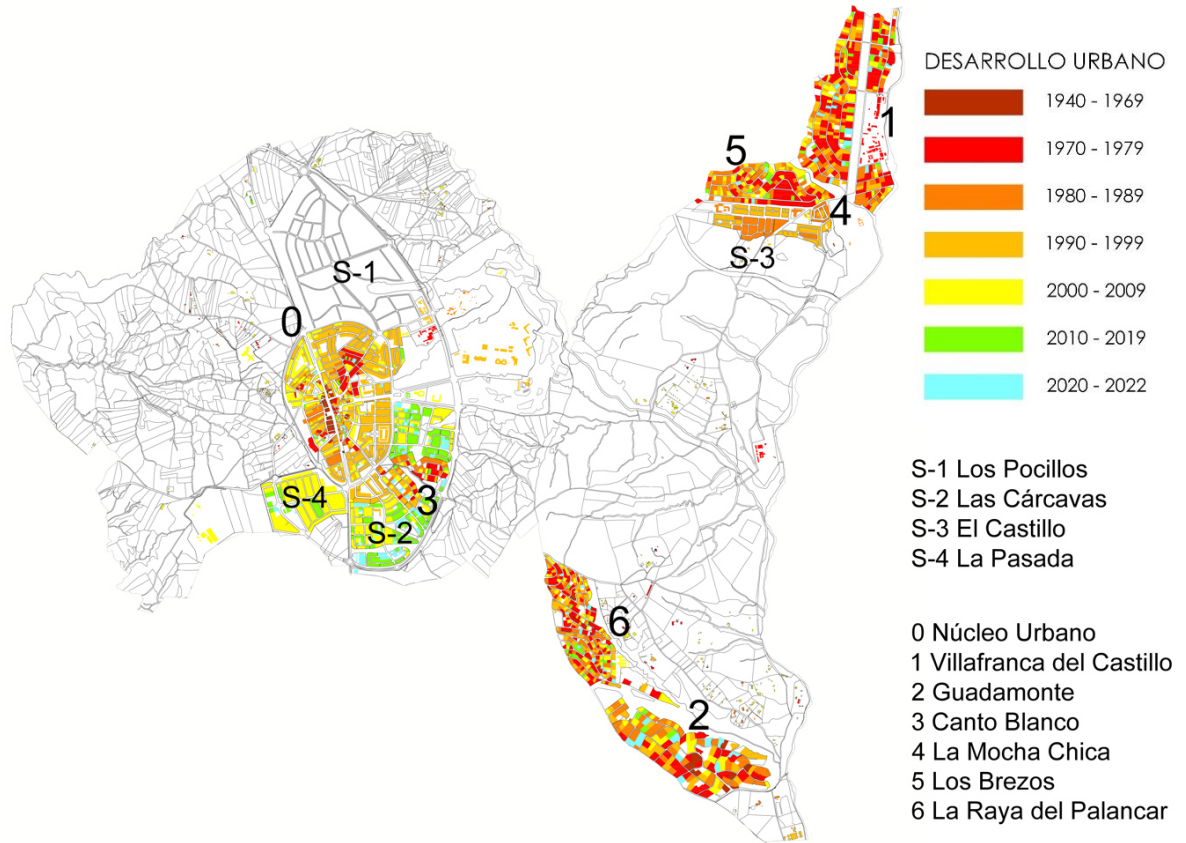 DESARROLLO URBANO
1940 - 1969
1970 - 1979
1980 - 1989
1990 - 1999
2000 - 2009
2010 - 2019
2020 - 2022
S-1 Los Pocillos
S-2 Las Cárcavas
S-3 El Castillo
S-4 La Pasada
0 Núcleo Urbano
1 Villafranca del Castillo
2 Guadamonte
3 Canto Blanco
4 La Mocha Chica
5 Los Brezos
6 La Raya del Palancar
1
5
4
S-3
S-1
0
S-4
3
S-2
6
2